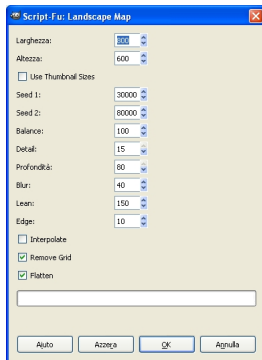 Script-Fu: Landscape Map
Larghezza: 800
Altezza: 600
Use Thumbnail Sizes
Seed 1: 30000
Seed 2: 80000
Balance: 100
Detail: 15
Profondità: 80
Blur: 40
Lean: 150
Edge: 10
Interpolate
Remove Grid
Flatten
Aiuto Azzera OK Annulla